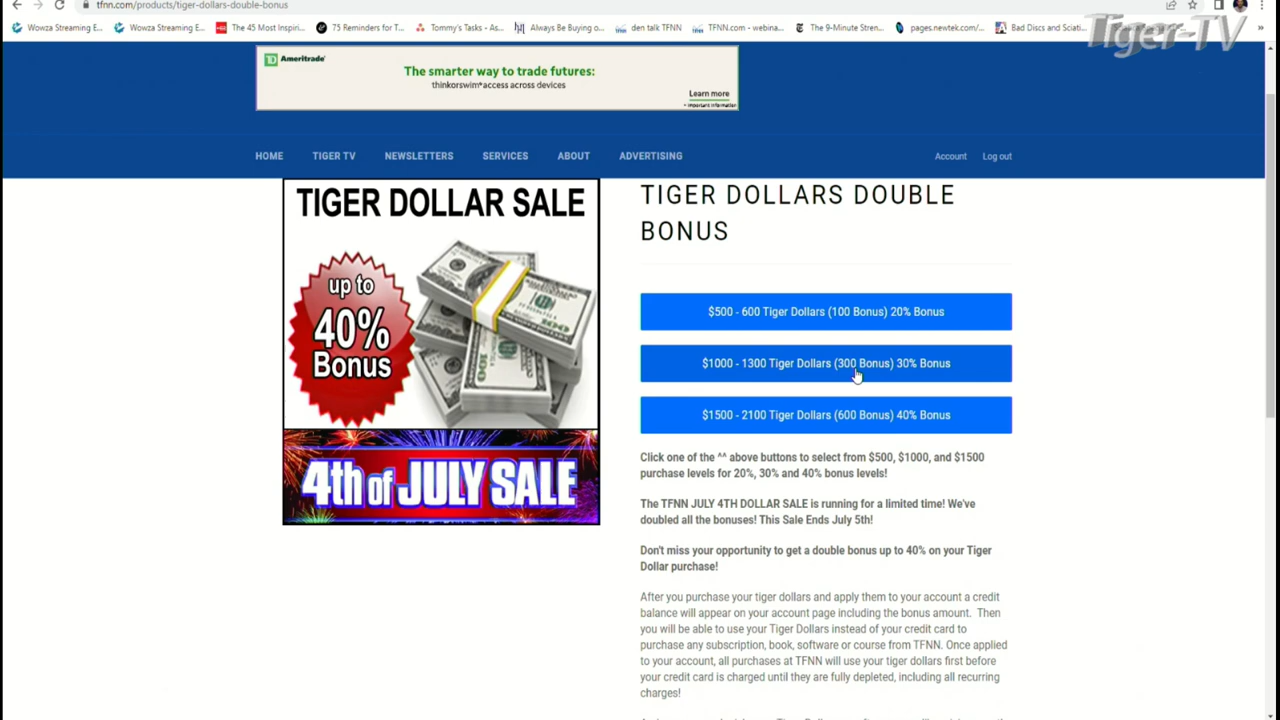 tfnn.com/products/tiger-dollars-double-bonus
Wowza Streaming E...
Wowza Streaming E...
The 45 Most Inspiri...
75 Reminders for T...
Tommy's Tasks - As...
Always Be Buying o...
den talk TFNN
TFNN.com - webina...
The 9-Minute Stren...
pages.newtek.com/...
Bad Discs and Sciati...
Tiger-TV
TD Ameritrade
The smarter way to trade futures:
thinkorswim® access across devices
Learn more
* Important Information
HOME TIGER TV NEWSLETTERS SERVICES ABOUT ADVERTISING Account Log out
TIGER DOLLAR SALE
up to
40%
Bonus
4th of JULY SALE
TIGER DOLLARS DOUBLE
BONUS
$500 - 600 Tiger Dollars (100 Bonus) 20% Bonus
$1000 - 1300 Tiger Dollars (300 Bonus) 30% Bonus
$1500 - 2100 Tiger Dollars (600 Bonus) 40% Bonus
Click one of the ^^ above buttons to select from $500, $1000, and $1500
purchase levels for 20%, 30% and 40% bonus levels!
The TFNN JULY 4TH DOLLAR SALE is running for a limited time! We've
doubled all the bonuses! This Sale Ends July 5th!
Don't miss your opportunity to get a double bonus up to 40% on your Tiger
Dollar purchase!
After you purchase your tiger dollars and apply them to your account a credit
balance will appear on your account page including the bonus amount. Then
you will be able to use your Tiger Dollars instead of your credit card to
purchase any subscription, book, software or course from TFNN. Once applied
to your account, all purchases at TFNN will use your tiger dollars first before
your credit card is charged until they are fully depleted, including all recurring
charges!